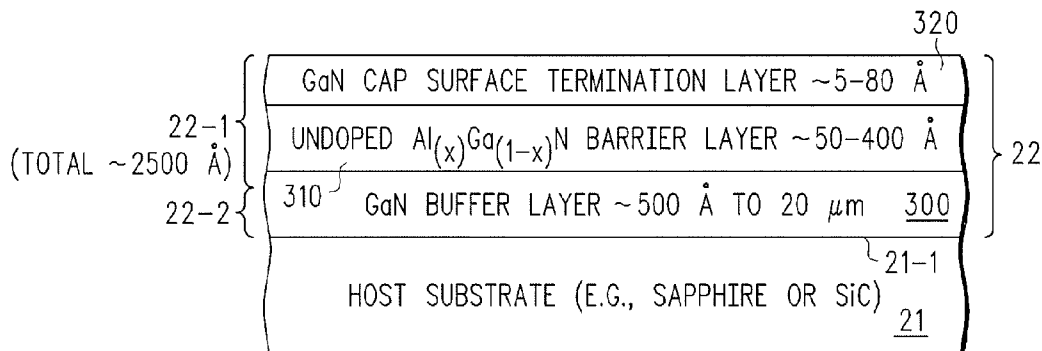 320
GaN CAP SURFACE TERMINATION LAYER ~5-80 Å
22-1
(TOTAL ~2500 Å)
UNDOPED Al(x)Ga(1-x)N BARRIER LAYER ~50-400 Å
22
310
22-2
GaN BUFFER LAYER ~500 Å TO 20 μm 300
21-1
HOST SUBSTRATE (E.G., SAPPHIRE OR SiC)
21